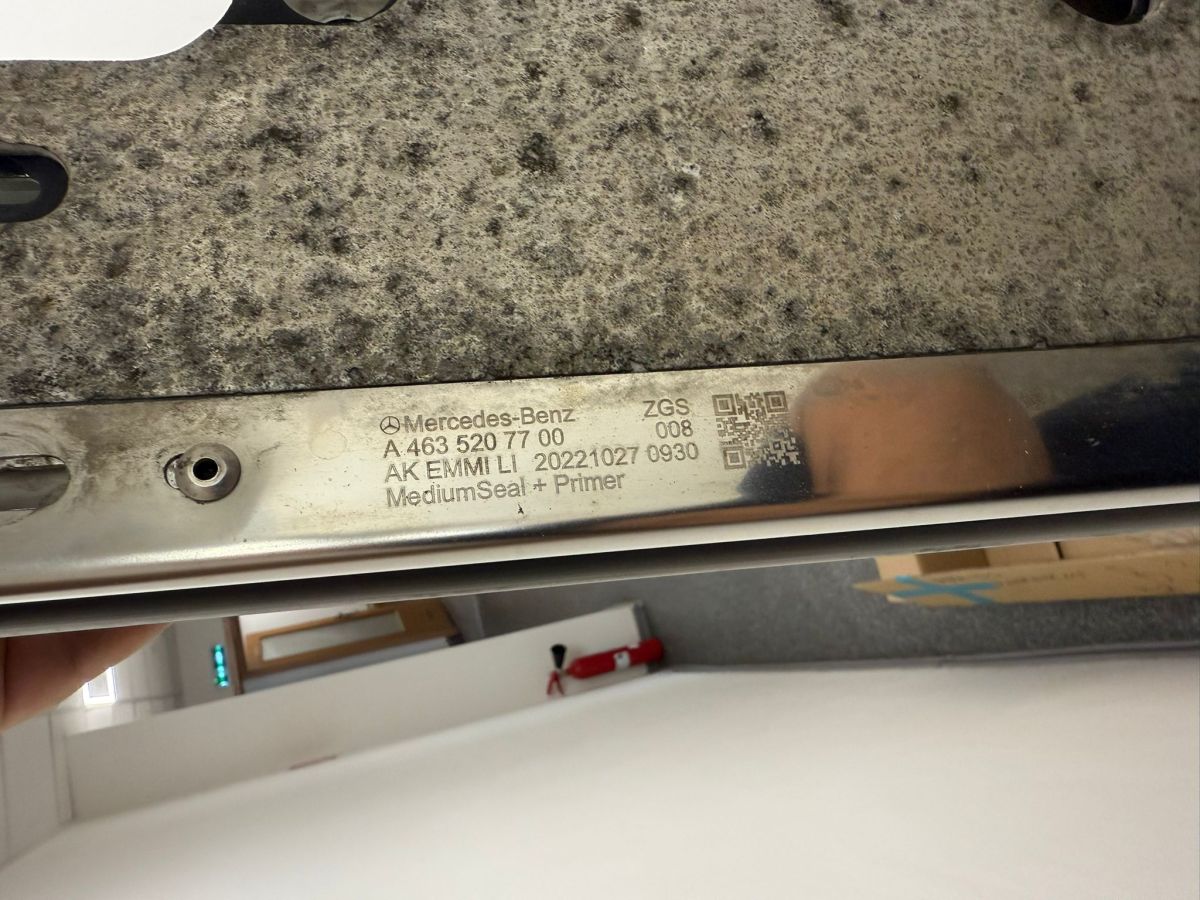 Mercedes-Benz ZGS
A 463 520 77 00 008
AK EMMI LI 20221027 0930
MediumSeal + Primer